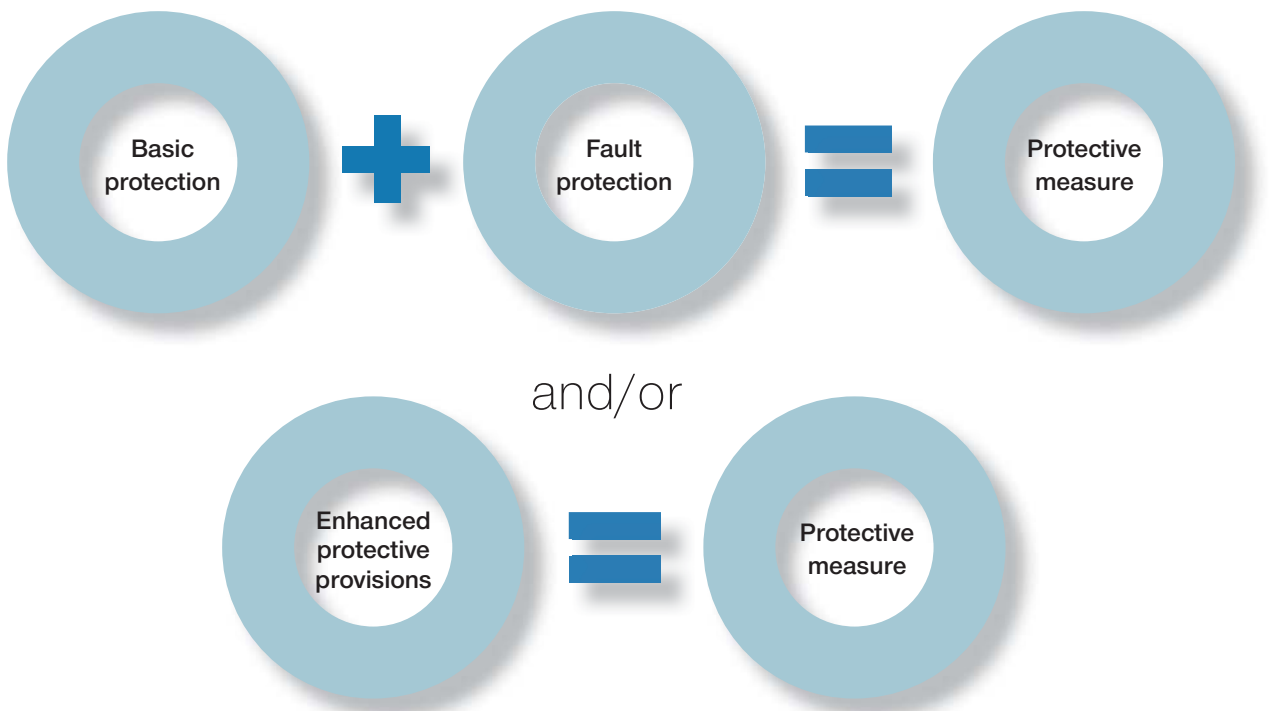 Basic
protection
Fault
protection
Protective
measure
and/or
Enhanced
protective
provisions
Protective
measure